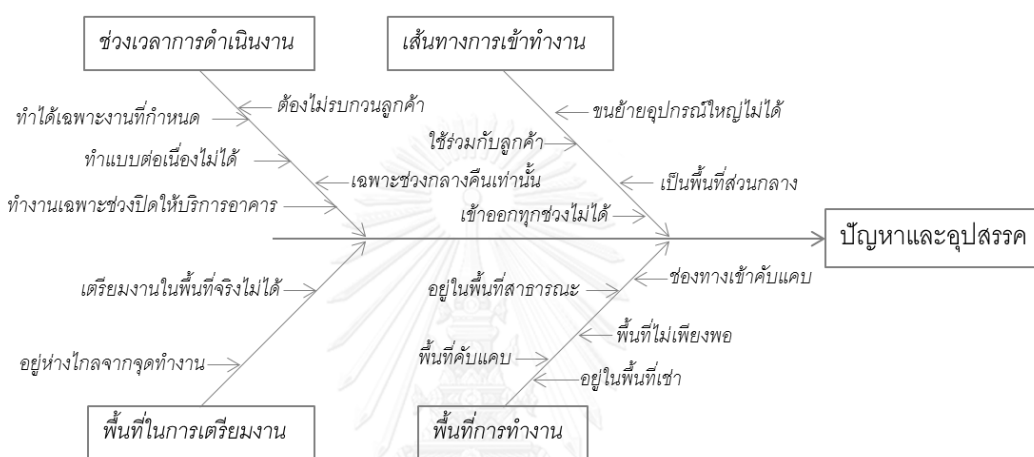 ช่วงเวลาการดำเนินงาน
เส้นทางการเข้าทำงาน
ต้องไม่รบกวนลูกค้า
ทำได้เฉพาะงานที่กำหนด
ทำแบบต่อเนื่องไม่ได้
เฉพาะช่วงกลางคืนเท่านั้น
ทำงานเฉพาะช่วงปิดให้บริการอาคาร
ขนย้ายอุปกรณ์ใหญ่ไม่ได้
ใช้ร่วมกับลูกค้า
เป็นพื้นที่ส่วนกลาง
เข้าออกทุกช่วงไม่ได้
ปัญหาและอุปสรรค
เตรียมงานในพื้นที่จริงไม่ได้
อยู่ห่างไกลจากจุดทำงาน
ช่องทางเข้าคับแคบ
อยู่ในพื้นที่สาธารณะ
พื้นที่ไม่เพียงพอ
พื้นที่คับแคบ
อยู่ในพื้นที่เช่า
พื้นที่ในการเตรียมงาน
พื้นที่การทำงาน